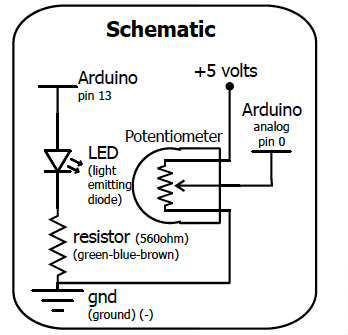 Schematic
Arduino
pin 13
+5 volts
Arduino
analog
pin 0
Potentiometer
LED
(light
emitting
diode)
resistor (560ohm)
(green-blue-brown)
gnd
(ground) (-)